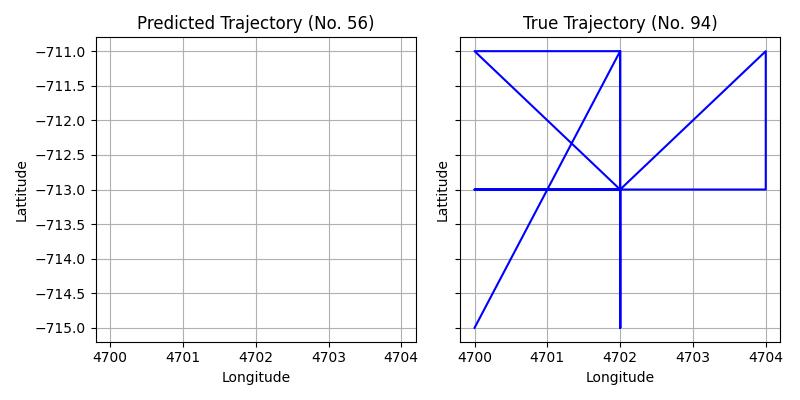 Predicted Trajectory (No. 56)
True Trajectory (No. 94)
−711.0
−711.5
−712.0
−712.5
−713.0
−713.5
−714.0
−714.5
−715.0
Lattitude
Lattitude
4700 4701 4702 4703 4704
4700 4701 4702 4703 4704
Longitude
Longitude